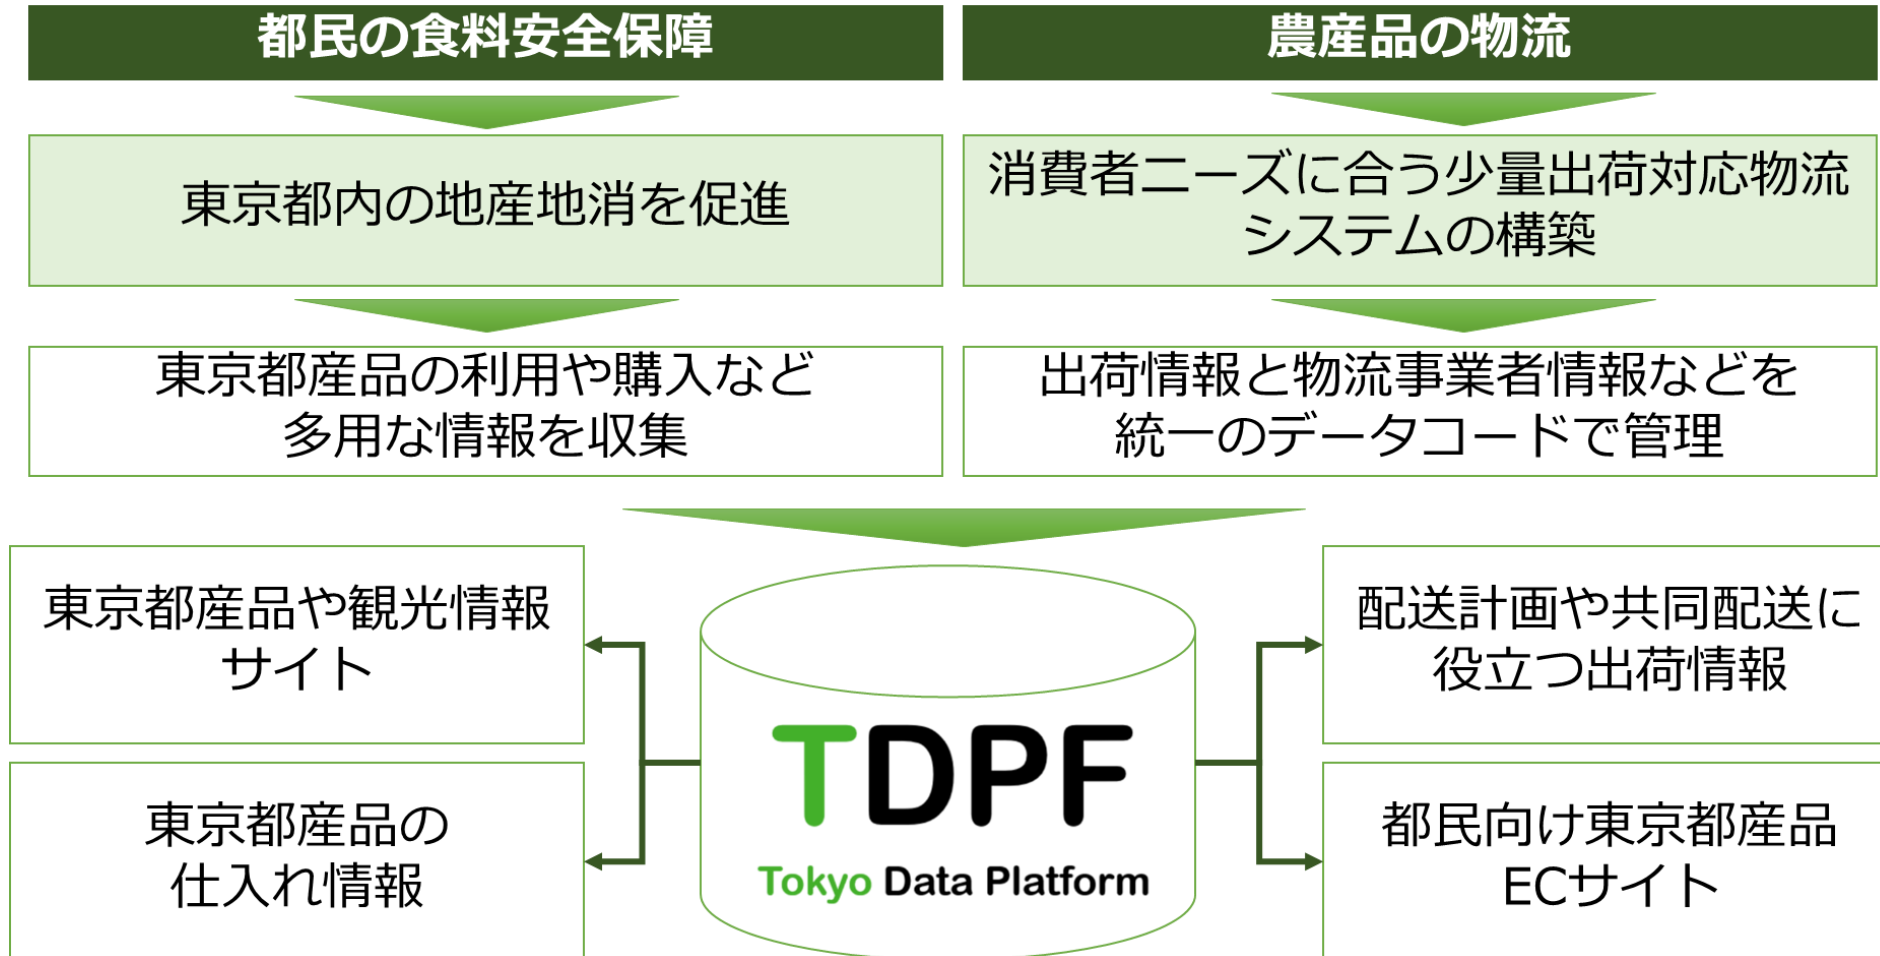 都民の食料安全保障
農産品の物流
東京都内の地産地消を促進
消費者ニーズに合う少量出荷対応物流
システムの構築
東京都産品の利用や購入など
多用な情報を収集
出荷情報と物流事業者情報などを
統一のデータコードで管理
東京都産品や観光情報
サイト
東京都産品の
仕入れ情報
TDPF
Tokyo Data Platform
配送計画や共同配送に
役立つ出荷情報
都民向け東京都産品
ECサイト